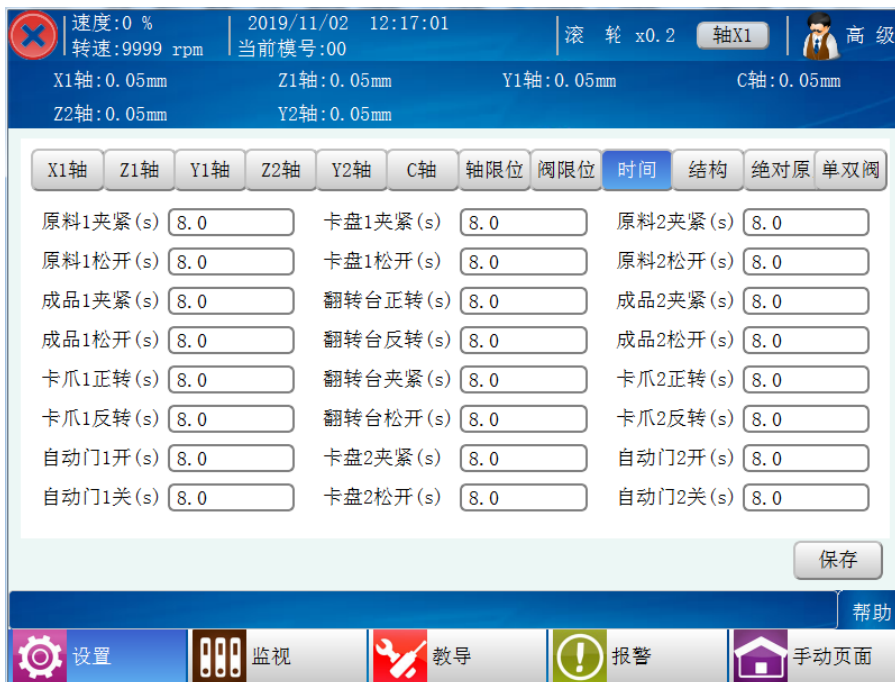 速度:0 % 2019/11/02 12:17:01 滚 轮 x0.2 轴X1 高 级
转速:9999 rpm 当前模号:00
X1轴:0.05mm Z1轴:0.05mm Y1轴:0.05mm C轴:0.05mm
Z2轴:0.05mm Y2轴:0.05mm
X1轴 Z1轴 Y1轴 Z2轴 Y2轴 C轴 轴限位 阀限位 时间 结构 绝对原 单双阀
原料1夹紧(s) 8.0 卡盘1夹紧(s) 8.0 原料2夹紧(s) 8.0
原料1松开(s) 8.0 卡盘1松开(s) 8.0 原料2松开(s) 8.0
成品1夹紧(s) 8.0 翻转台正转(s) 8.0 成品2夹紧(s) 8.0
成品1松开(s) 8.0 翻转台反转(s) 8.0 成品2松开(s) 8.0
卡爪1正转(s) 8.0 翻转台夹紧(s) 8.0 卡爪2正转(s) 8.0
卡爪1反转(s) 8.0 翻转台松开(s) 8.0 卡爪2反转(s) 8.0
自动门1开(s) 8.0 卡盘2夹紧(s) 8.0 自动门2开(s) 8.0
自动门1关(s) 8.0 卡盘2松开(s) 8.0 自动门2关(s) 8.0
保存
帮助
设置 监视 教导 报警 手动页面